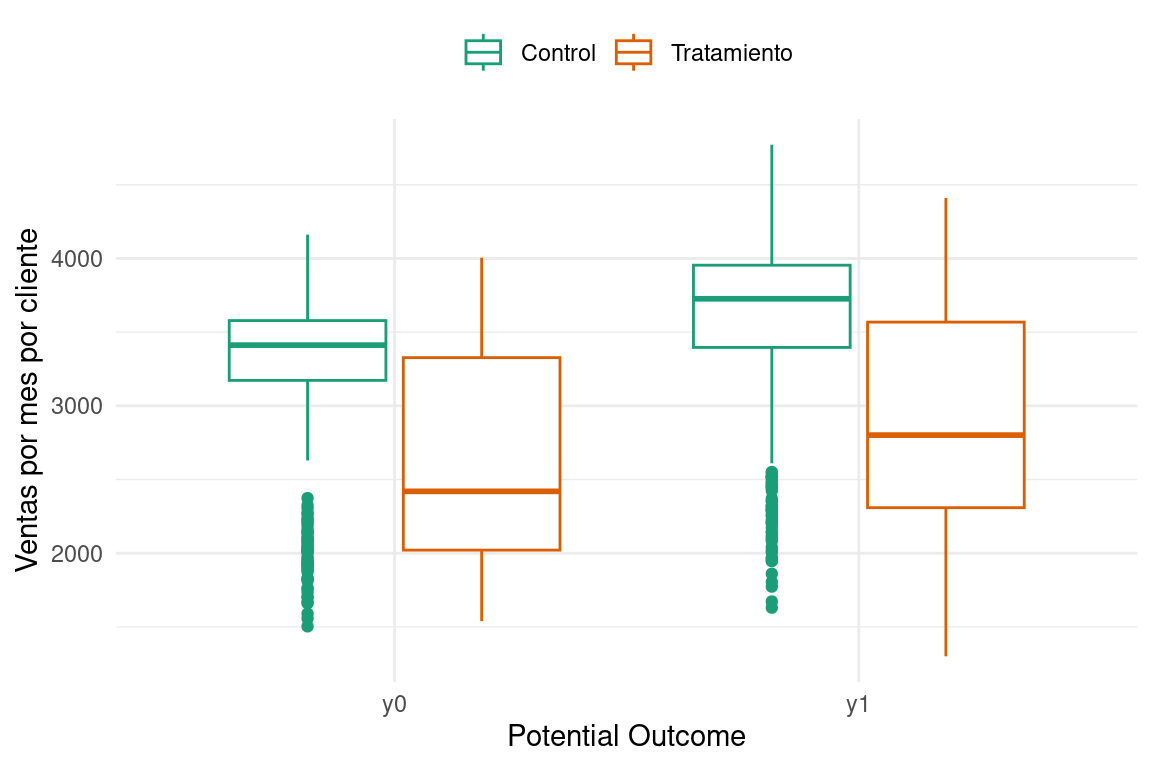 Control Tratamiento
Ventas por mes por cliente
4000
3000
2000
y0 y1
Potential Outcome